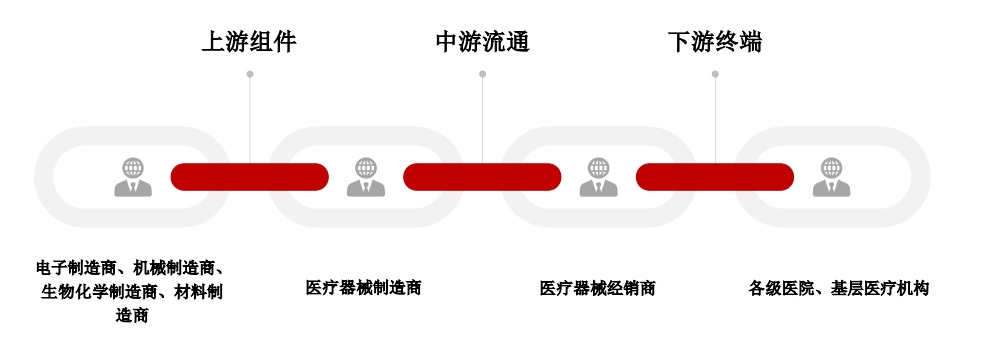 上游组件
中游流通
下游终端
电子制造商、机械制造商、
生物化学制造商、材料制
造商
医疗器械制造商
医疗器械经销商
各级医院、基层医疗机构